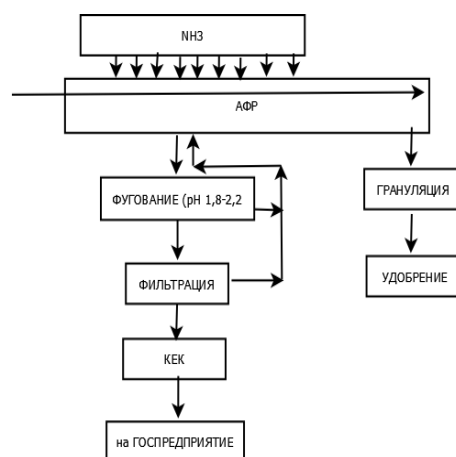 NH3
АФР
ФУГОВАНИЕ (pH 1,8-2,2
ГРАНУЛЯЦИЯ
ФИЛЬТРАЦИЯ
УДОБРЕНИЕ
КЕК
на ГОСПРЕДПРИЯТИЕ